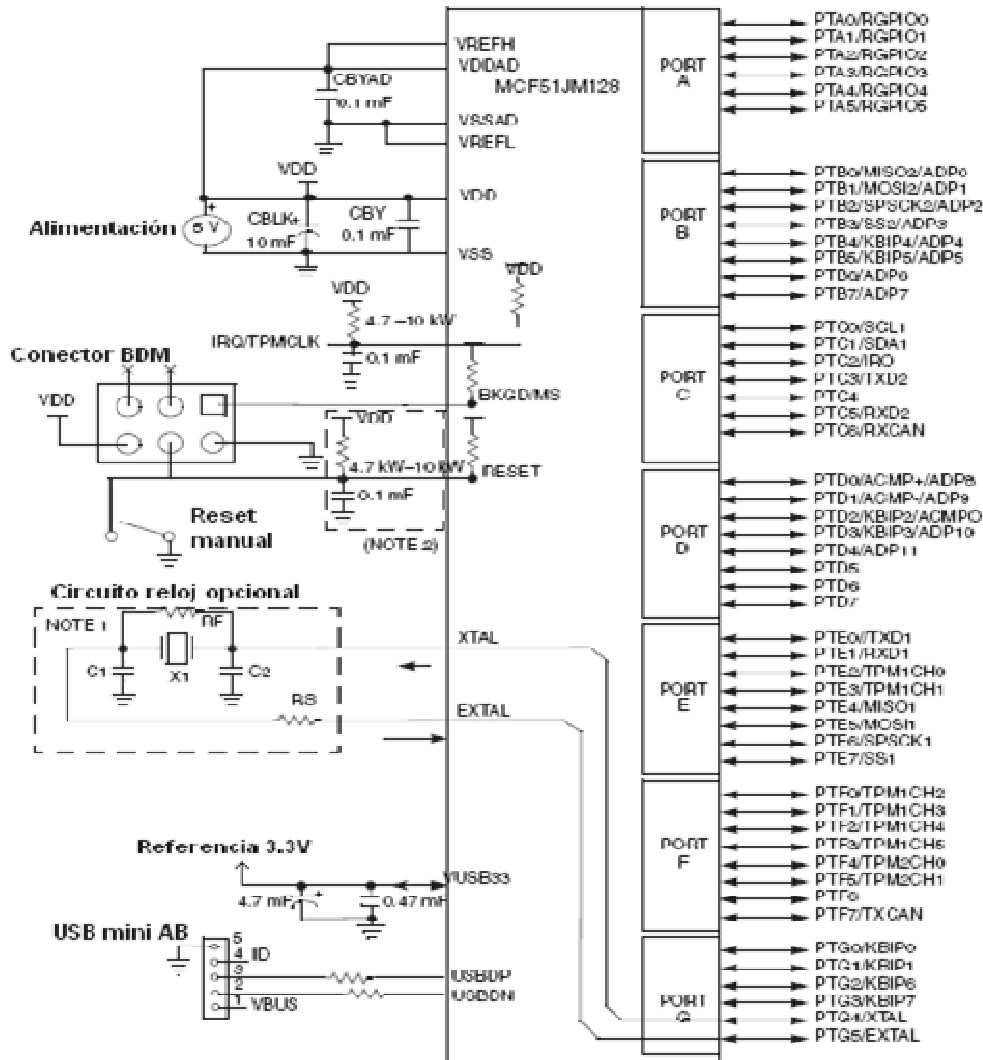 VREFHI
VDDAD
CBYAD
0.1 mF
MCF51JM128
VSSAD
VREFL
VDD
VDD
CBLK+
10 mF
CBY
0.1 mF
Alimentación
5 V
+
VSS
VDD
VDD
4.7–10 kW
IRQ/TPMCLK
0.1 mF
Conector BDM
VDD
BKGD/MS
VDD
4.7 kW–10 kW
RESET
0.1 mF
Reset
manual
(NOTE 2)
Circuito reloj opcional
NOTE 1
RF
C1
X1
C2
RS
XTAL
EXTAL
Referencia 3.3V
VUSB33
4.7 mF
+
0.47 mF
USB mini AB
5
4
3
2
1
ID
VBUS
USBDP
USBDN
PORT
A
PTA0/RGPIO0
PTA1/RGPIO1
PTA2/RGPIO2
PTA3/RGPIO3
PTA4/RGPIO4
PTA5/RGPIO5
PORT
B
PTB0/MISO2/ADP0
PTB1/MOSI2/ADP1
PTB2/SPSCK2/ADP2
PTB3/SS2/ADP3
PTB4/KBIP4/ADP4
PTB5/KBIP5/ADP5
PTB6/ADP6
PTB7/ADP7
PORT
C
PTC0/SCL1
PTC1/SDA1
PTC2/IRO
PTC3/TXD2
PTC4
PTC5/RXD2
PTC6/RXCAN
PORT
D
PTD0/ACMP+/ADP8
PTD1/ACMP-/ADP9
PTD2/KBIP2/ACMPO
PTD3/KBIP3/ADP10
PTD4/ADP11
PTD5
PTD6
PTD7
PORT
E
PTE0//TXD1
PTE1/RXD1
PTE2/TPM1CH0
PTE3/TPM1CH1
PTE4/MISO1
PTE5/MOSI1
PTE6/SPSCK1
PTE7/SS1
PORT
F
PTF0/TPM1CH2
PTF1/TPM1CH3
PTF2/TPM1CH4
PTF3/TPM1CH5
PTF4/TPM2CH0
PTF5/TPM2CH1
PTF6
PTF7/TXCAN
PORT
G
PTG0/KBIP0
PTG1/KBIP1
PTG2/KBIP6
PTG3/KBIP7
PTG4/XTAL
PTG5/EXTAL